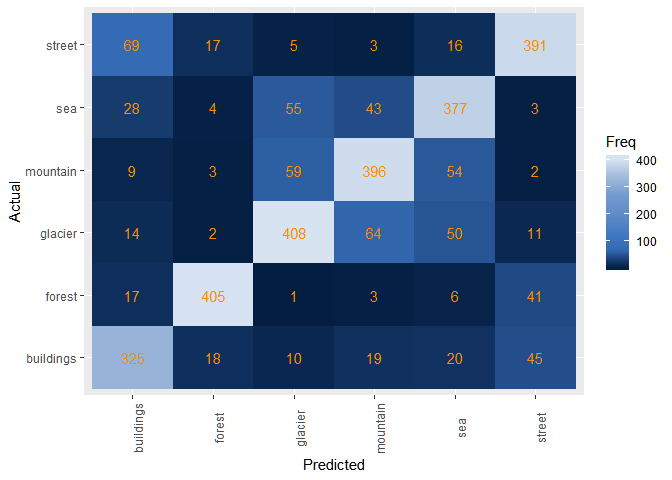 street 69 17 5 3 16 391
sea 28 4 55 43 377 3
mountain 9 3 59 396 54 2
glacier 14 2 408 64 50 11
forest 17 405 1 3 6 41
buildings 325 18 10 19 20 45
buildings forest glacier mountain sea street
Predicted
Actual
Freq
400
300
200
100